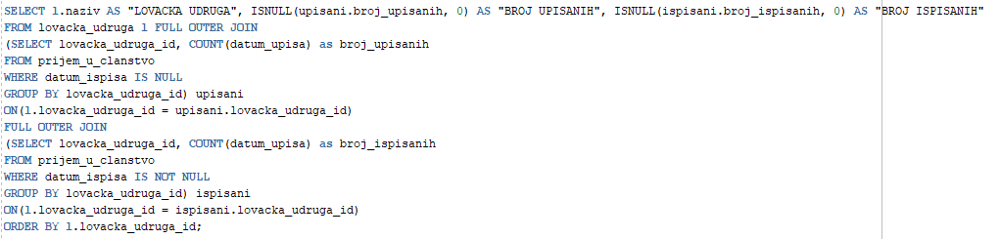 SELECT l.naziv AS "LOVACKA UDRUGA", ISNULL(upisani.broj_upisanih, 0) AS "BROJ UPISANIH", ISNULL(ispisani.broj_ispisanih, 0) AS "BROJ ISPISANIH"
FROM lovacka_udruga l FULL OUTER JOIN
(SELECT lovacka_udruga_id, COUNT(datum_upisa) as broj_upisanih
FROM prijem_u_clanstvo
WHERE datum_ispisa IS NULL
GROUP BY lovacka_udruga_id) upisani
ON(l.lovacka_udruga_id = upisani.lovacka_udruga_id)
FULL OUTER JOIN
(SELECT lovacka_udruga_id, COUNT(datum_upisa) as broj_ispisanih
FROM prijem_u_clanstvo
WHERE datum_ispisa IS NOT NULL
GROUP BY lovacka_udruga_id) ispisani
ON(l.lovacka_udruga_id = ispisani.lovacka_udruga_id)
ORDER BY l.lovacka_udruga_id;